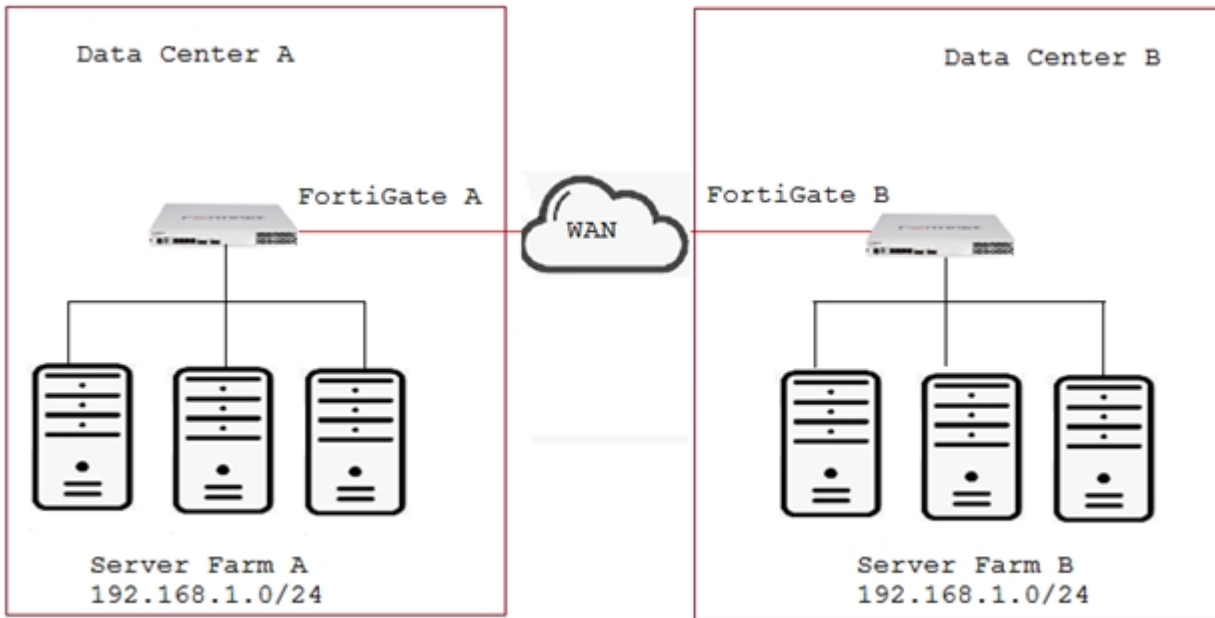 Data Center A
Data Center B
FortiGate A
WAN
FortiGate B
Server Farm A
192.168.1.0/24
Server Farm B
192.168.1.0/24